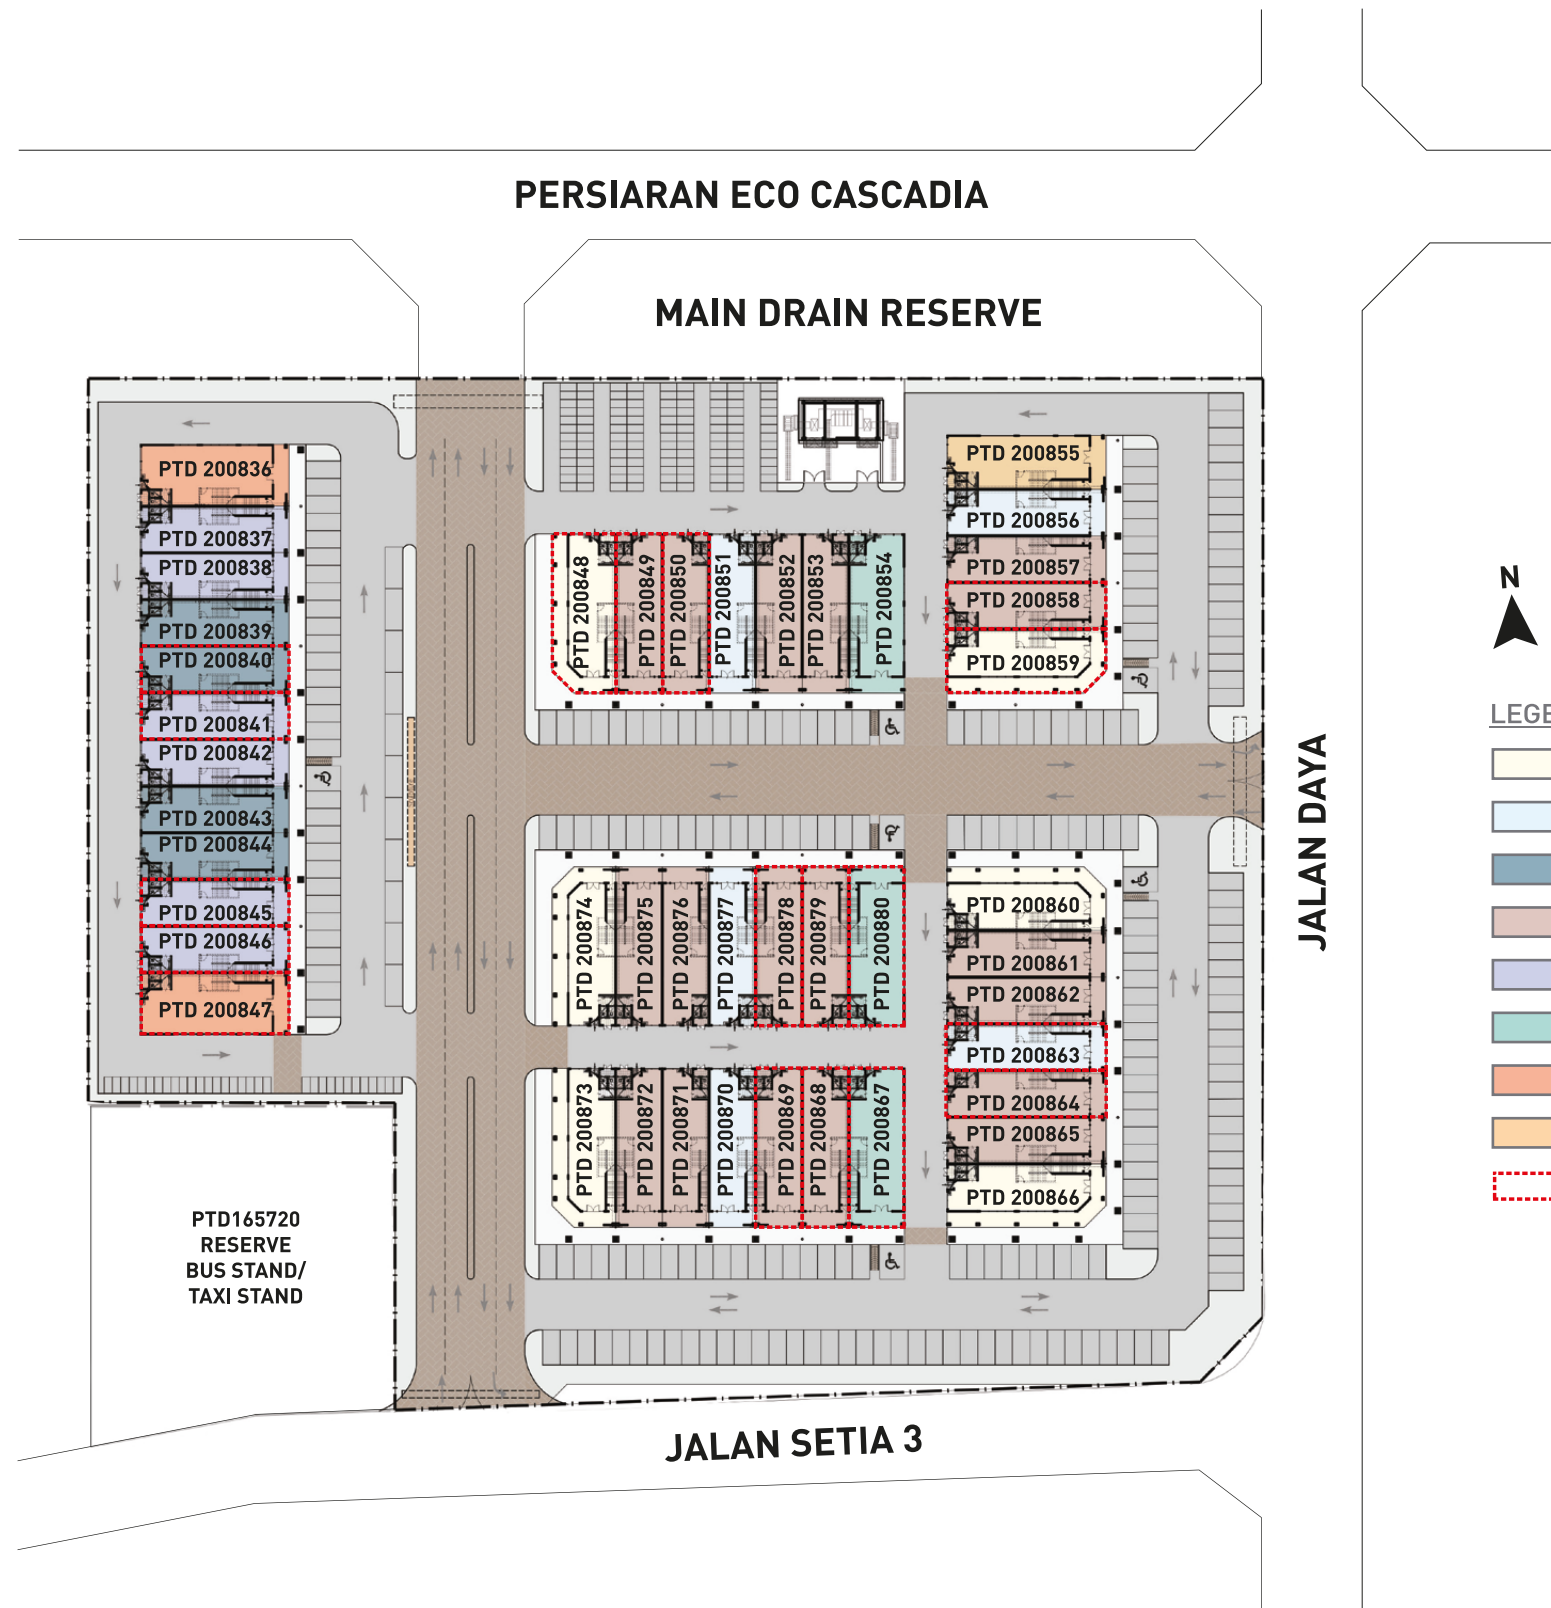 PERSIARAN ECO CASCADIA
MAIN DRAIN RESERVE
PTD 200836
PTD 200837
PTD 200838
PTD 200839
PTD 200840
PTD 200841
PTD 200842
PTD 200843
PTD 200844
PTD 200845
PTD 200846
PTD 200847
PTD 200848
PTD 200849
PTD 200850
PTD 200851
PTD 200852
PTD 200853
PTD 200854
PTD 200855
PTD 200856
PTD 200857
PTD 200858
PTD 200859
PTD 200874
PTD 200875
PTD 200876
PTD 200877
PTD 200878
PTD 200879
PTD 200880
PTD 200860
PTD 200861
PTD 200862
PTD 200863
PTD 200864
PTD 200865
PTD 200866
PTD 200873
PTD 200872
PTD 200871
PTD 200870
PTD 200869
PTD 200868
PTD 200867
N
LEGE
JALAN DAYA
PTD165720
RESERVE
BUS STAND/
TAXI STAND
JALAN SETIA 3